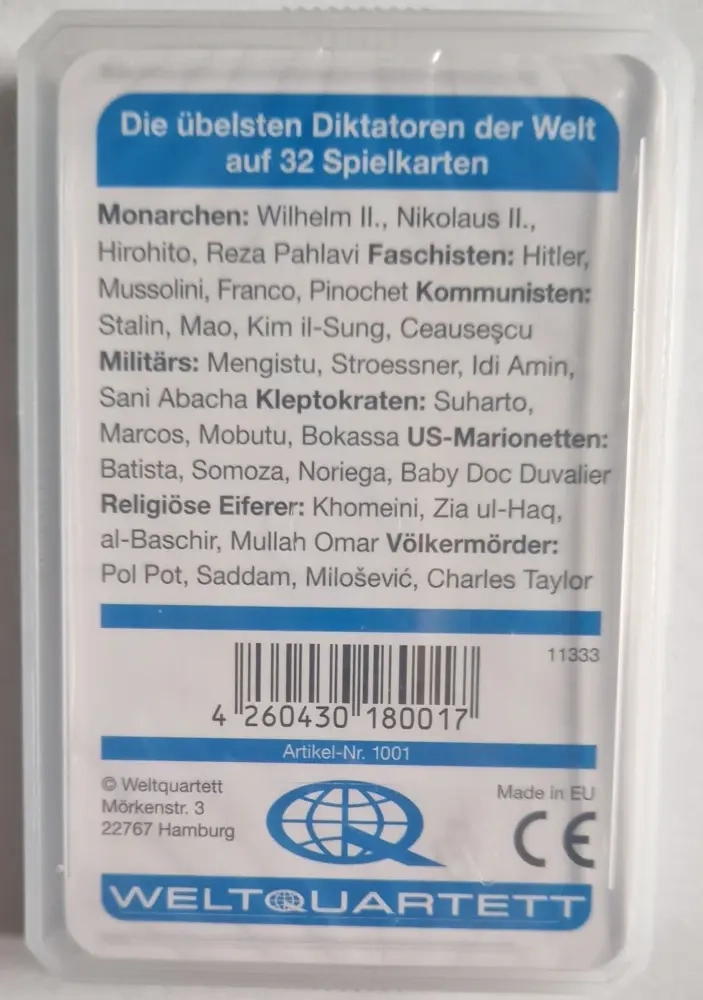 Die übelsten Diktatoren der Welt
auf 32 Spielkarten
Monarchen: Wilhelm II., Nikolaus II.,
Hirohito, Reza Pahlavi Faschisten: Hitler,
Mussolini, Franco, Pinochet Kommunisten:
Stalin, Mao, Kim il-Sung, Ceauseşcu
Militärs: Mengistu, Stroessner, Idi Amin,
Sani Abacha Kleptokraten: Suharto,
Marcos, Mobutu, Bokassa US-Marionetten:
Batista, Somoza, Noriega, Baby Doc Duvalier
Religiöse Eiferer: Khomeini, Zia ul-Haq,
al-Baschir, Mullah Omar Völkermörder:
Pol Pot, Saddam, Milošević, Charles Taylor
11333
4 260430 180017
Artikel-Nr. 1001
© Weltquartett
Mörkenstr. 3
22767 Hamburg
Made in EU
CE
WELTQUARTETT